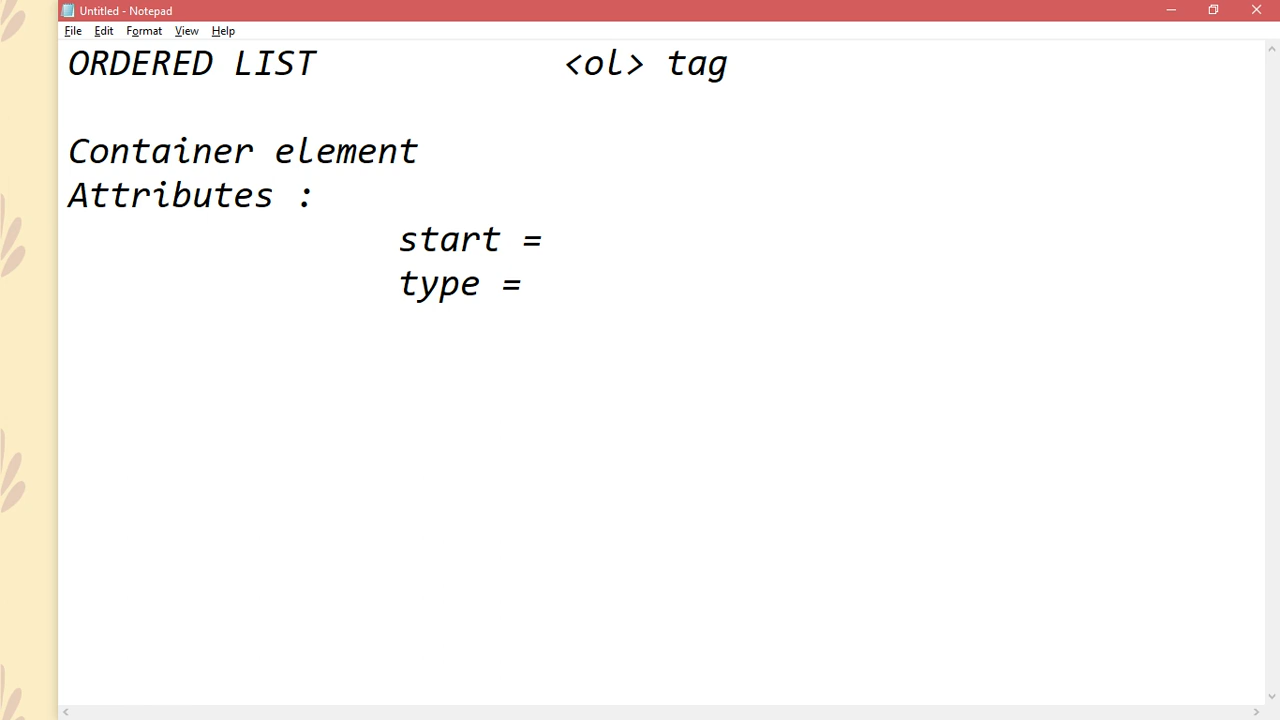 Untitled - Notepad
File Edit Format View Help
ORDERED LIST <ol> tag
Container element
Attributes :
start =
type =